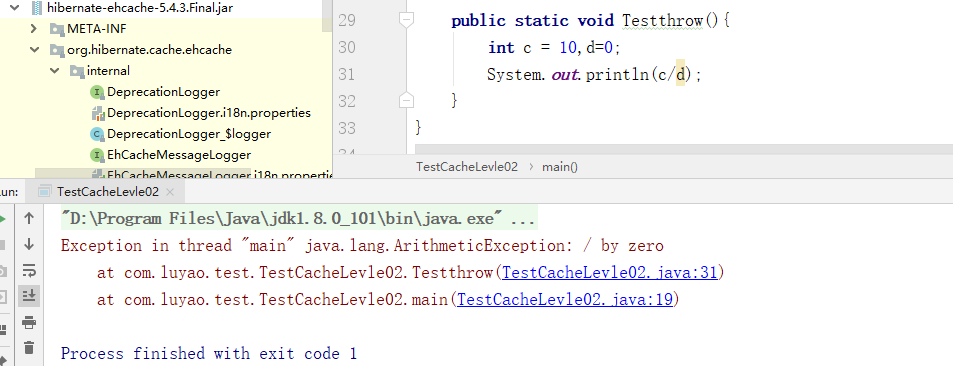 hibernate-ehcache-5.4.3.Final.jar
META-INF
org.hibernate.cache.ehcache
internal
DeprecationLogger
DeprecationLogger.i18n.properties
DeprecationLogger_$logger
EhCacheMessageLogger
EhCacheMessageLogger.i18n.properti
29 public static void Testthrow(){
30 int c = 10,d=0;
31 System.out.println(c/d);
32 }
33 }
TestCacheLevle02 > main()
un: TestCacheLevle02 ×
"D:\Program Files\Java\jdk1.8.0_101\bin\java.exe" ...
Exception in thread "main" java.lang.ArithmeticException: / by zero
at com.luyao.test.TestCacheLevle02.Testthrow(TestCacheLevle02.java:31)
at com.luyao.test.TestCacheLevle02.main(TestCacheLevle02.java:19)
Process finished with exit code 1